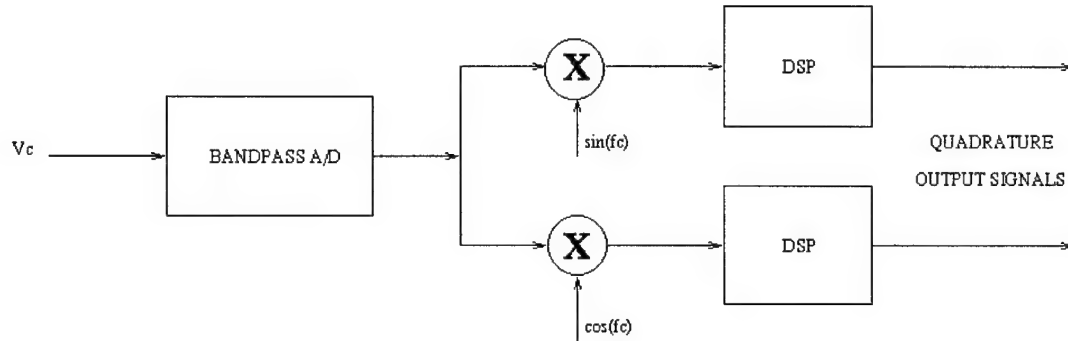 X
DSP
sin(fc)
Vc
BANDPASS A/D
QUADRATURE
OUTPUT SIGNALS
X
DSP
cos(fc)